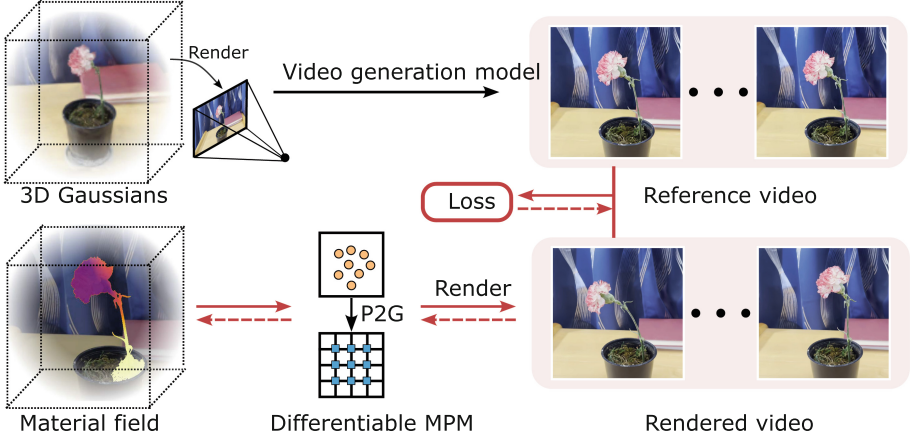 Render
Video generation model
3D Gaussians
Reference video
Loss
Render
P2G
Material field
Differentiable MPM
Rendered video